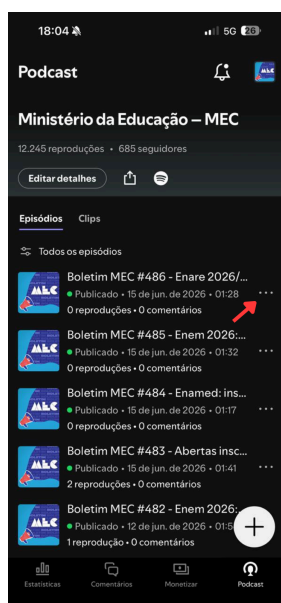 18:04
5G 26
Podcast
MEC
Ministério da Educação – MEC
12.245 reproduções • 685 seguidores
Editar detalhes
Episódios Clips
Todos os episódios
Boletim MEC #486 - Enare 2026/...
MEC
Publicado • 15 de jun. de 2026 • 01:28
0 reproduções • 0 comentários
Boletim MEC #485 - Enem 2026:...
MEC
Publicado • 15 de jun. de 2026 • 01:32
0 reproduções • 0 comentários
Boletim MEC #484 - Enamed: ins...
MEC
Publicado • 15 de jun. de 2026 • 01:17
0 reproduções • 0 comentários
Boletim MEC #483 - Abertas insc...
MEC
Publicado • 15 de jun. de 2026 • 01:41
2 reproduções • 0 comentários
Boletim MEC #482 - Enem 2026:...
MEC
Publicado • 12 de jun. de 2026 •
1 reprodução • 0 comentários
Estatísticas Comentários Monetizar Podcast